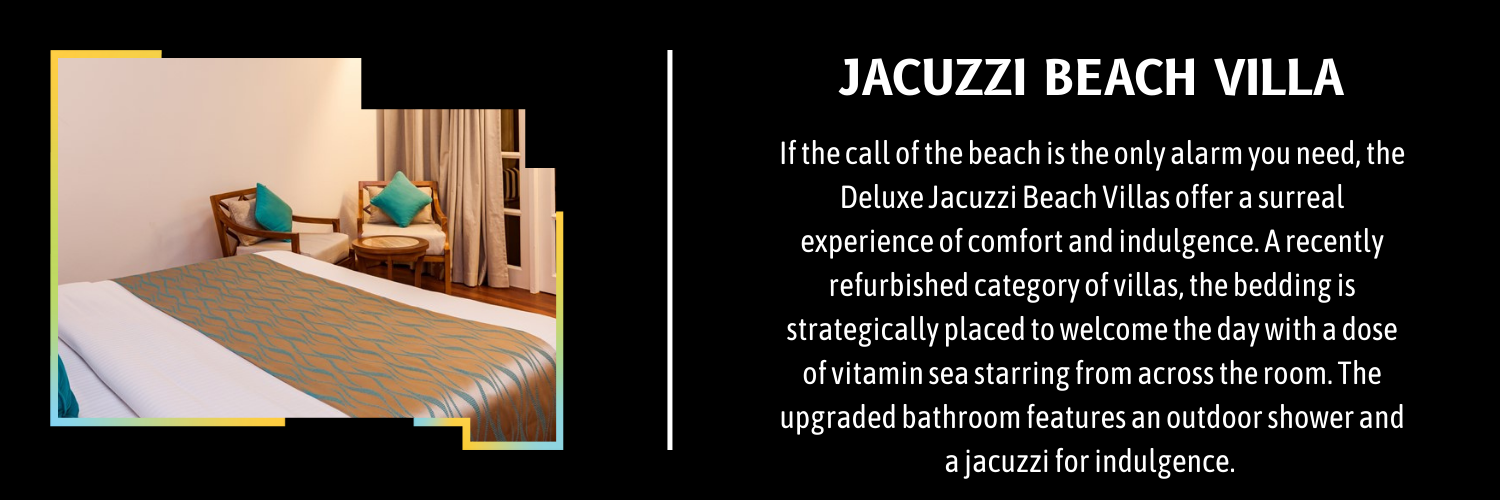 JACUZZI BEACH VILLA
If the call of the beach is the only alarm you need, the
Deluxe Jacuzzi Beach Villas offer a surreal
experience of comfort and indulgence. A recently
refurbished category of villas, the bedding is
strategically placed to welcome the day with a dose
of vitamin sea starring from across the room. The
upgraded bathroom features an outdoor shower and
a jacuzzi for indulgence.